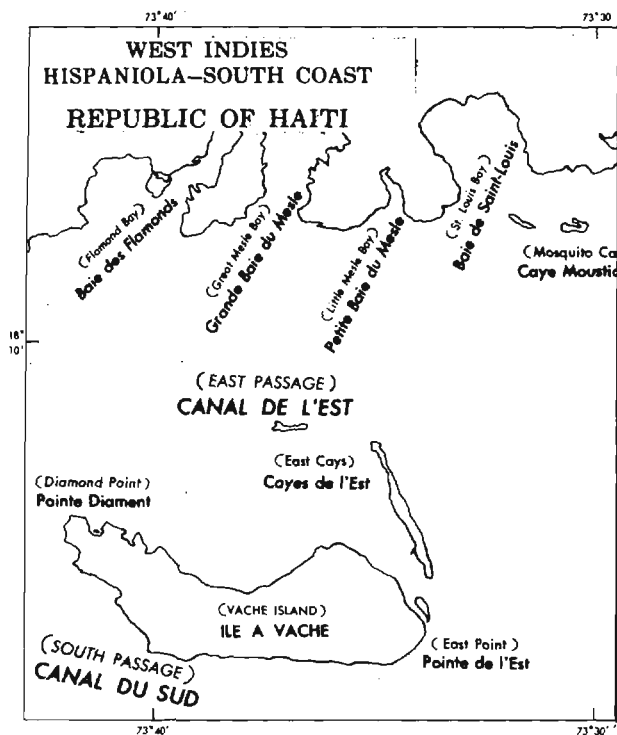 73°40'
73°30
WEST INDIES
HISPANIOLA–SOUTH COAST
REPUBLIC OF HAITI
(Flamond Bay)
Baie des Flamonds
(Great Mesle Bay)
Grande Baie du Mesle
(Little Mesle Bay)
Petite Baie du Mesle
(St. Louis Bay)
Baie de Saint-Louis
(Mosquito Ca
Caye Moustic
18°
10'
(EAST PASSAGE)
CANAL DE L'EST
(East Cays)
Cayes de l'Est
(Diamond Point)
Pointe Diament
(VACHE ISLAND)
ILE A VACHE
(East Point)
Pointe de l'Est
(SOUTH PASSAGE)
CANAL DU SUD
73°40'
73°30'